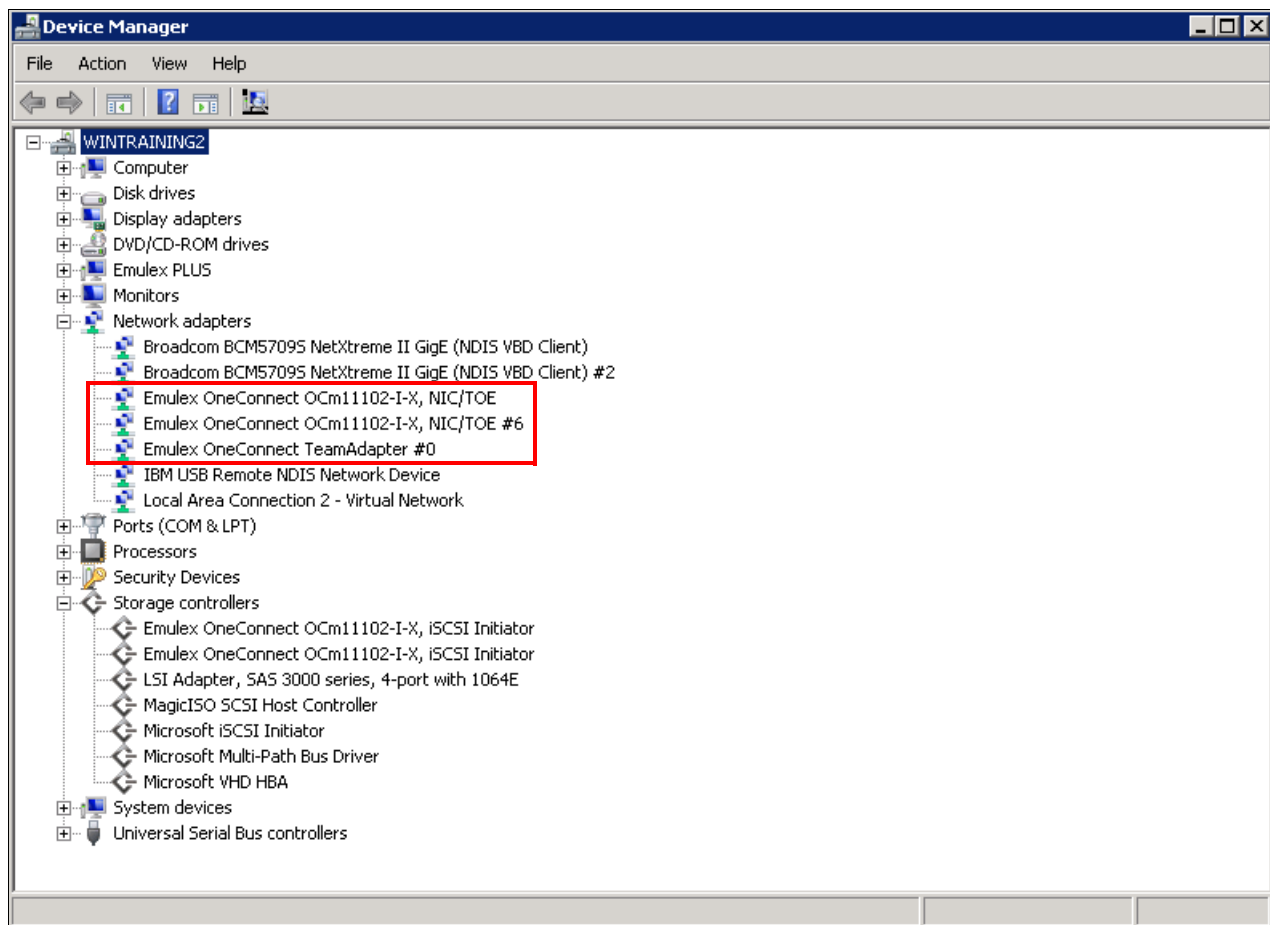 Device Manager
File Action View Help
WINTRAINING2
Computer
Disk drives
Display adapters
DVD/CD-ROM drives
Emulex PLUS
Monitors
Network adapters
Broadcom BCM5709S NetXtreme II GigE (NDIS VBD Client)
Broadcom BCM5709S NetXtreme II GigE (NDIS VBD Client) #2
Emulex OneConnect OCm11102-I-X, NIC/TOE
Emulex OneConnect OCm11102-I-X, NIC/TOE #6
Emulex OneConnect TeamAdapter #0
IBM USB Remote NDIS Network Device
Local Area Connection 2 - Virtual Network
Ports (COM & LPT)
Processors
Security Devices
Storage controllers
Emulex OneConnect OCm11102-I-X, iSCSI Initiator
Emulex OneConnect OCm11102-I-X, iSCSI Initiator
LSI Adapter, SAS 3000 series, 4-port with 1064E
MagicISO SCSI Host Controller
Microsoft iSCSI Initiator
Microsoft Multi-Path Bus Driver
Microsoft VHD HBA
System devices
Universal Serial Bus controllers